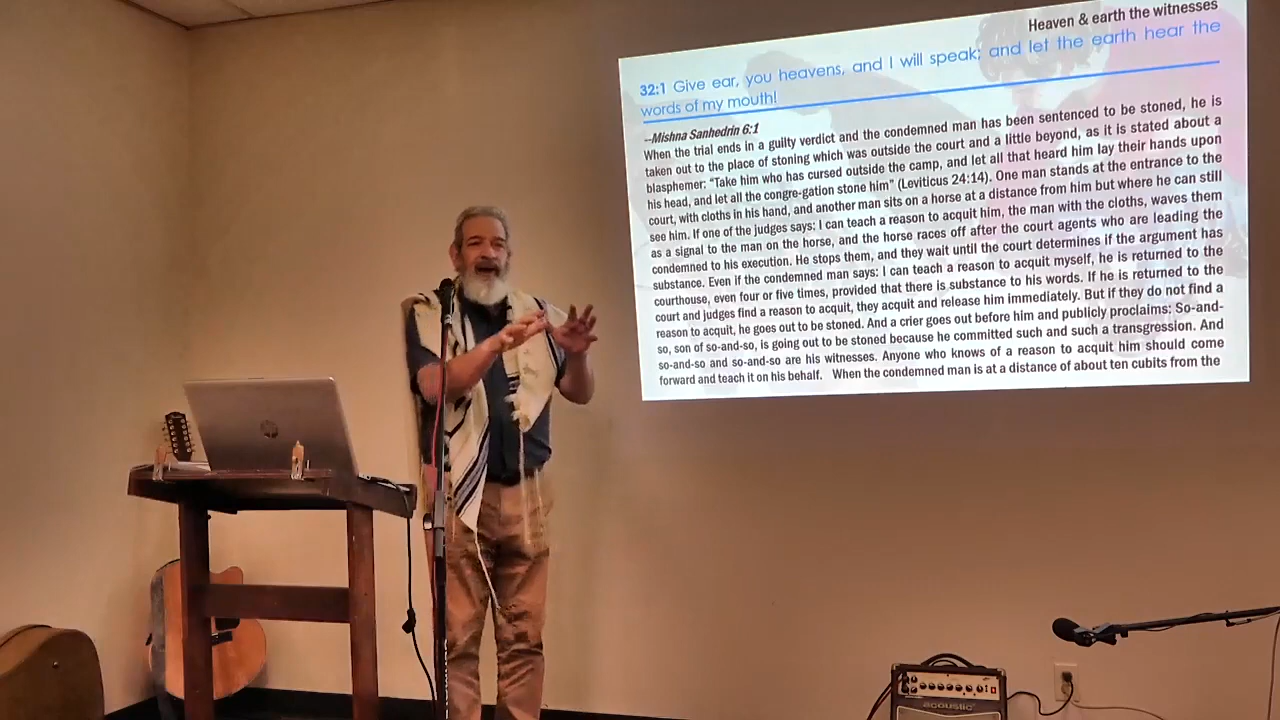 Heaven & earth the witnesses
32:1 Give ear, you heavens, and I will speak; and let the earth hear the
words of my mouth!
--Mishna Sanhedrin 6:1
When the trial ends in a guilty verdict and the condemned man has been sentenced to be stoned, he is
taken out to the place of stoning which was outside the court and a little beyond, as it is stated about a
blasphemer: “Take him who has cursed outside the camp, and let all that heard him lay their hands upon
his head, and let all the congre-gation stone him” (Leviticus 24:14). One man stands at the entrance to the
court, with cloths in his hand, and another man sits on a horse at a distance from him but where he can still
see him. If one of the judges says: I can teach a reason to acquit him, the man with the cloths, waves them
as a signal to the man on the horse, and the horse races off after the court agents who are leading the
condemned to his execution. He stops them, and they wait until the court determines if the argument has
substance. Even if the condemned man says: I can teach a reason to acquit myself, he is returned to the
courthouse, even four or five times, provided that there is substance to his words. If he is returned to the
court and judges find a reason to acquit, they acquit and release him immediately. But if they do not find a
reason to acquit, he goes out to be stoned. And a crier goes out before him and publicly proclaims: So-and-
so, son of so-and-so, is going out to be stoned because he committed such and such a transgression. And
so-and-so and so-and-so are his witnesses. Anyone who knows of a reason to acquit him should come
forward and teach it on his behalf. When the condemned man is at a distance of about ten cubits from the
hp
acoustic